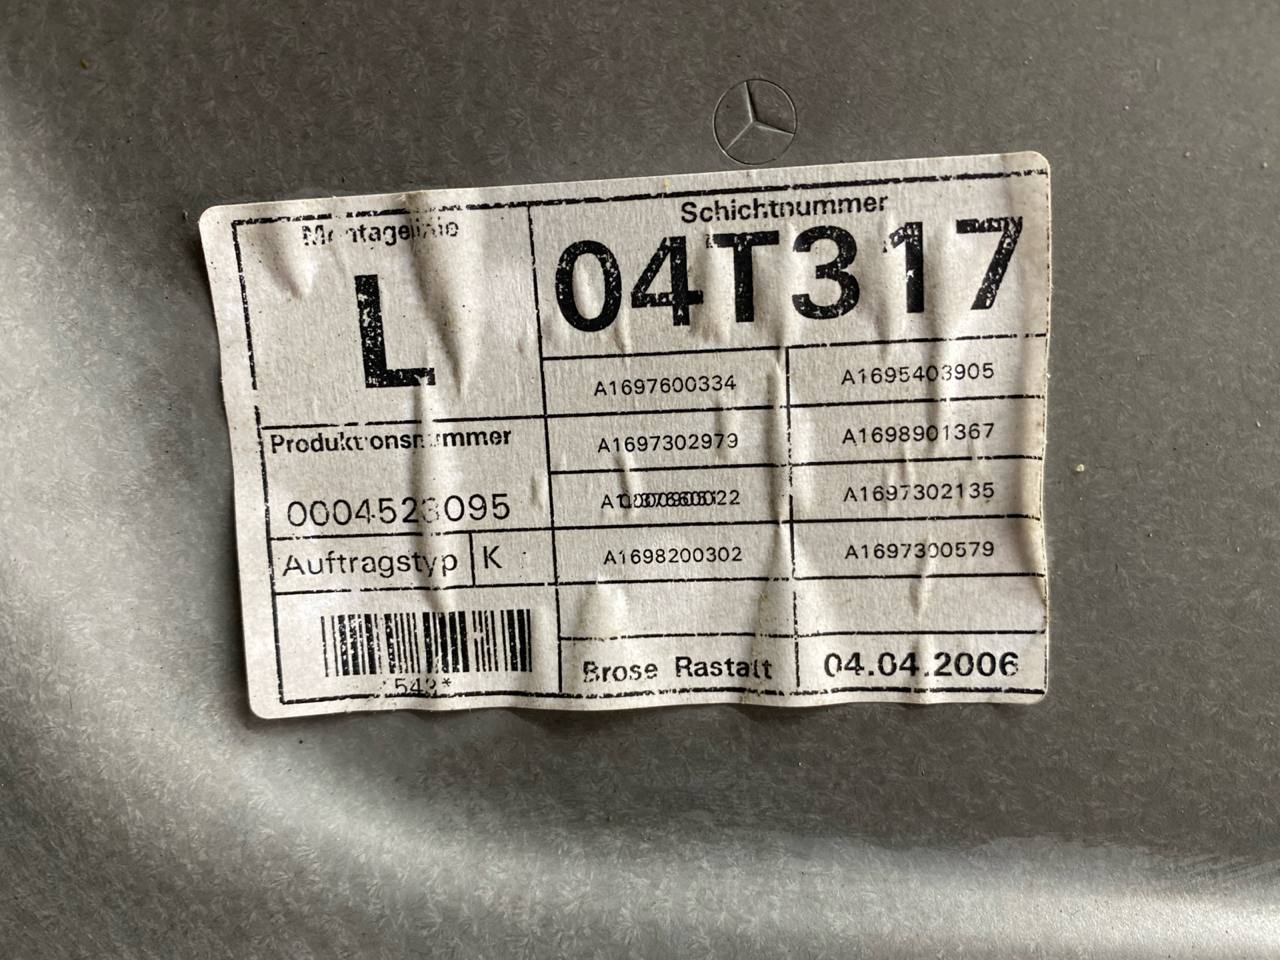 Montagelinie
L
Schichtnummer
04T317
A1697600334
A1695403905
A1697302979
A1698901367
Produktionsnummer
0004523095
A1697302135
Auftragstyp K
A1698200302
A1697300579
Brose Rastatt
04.04.2006